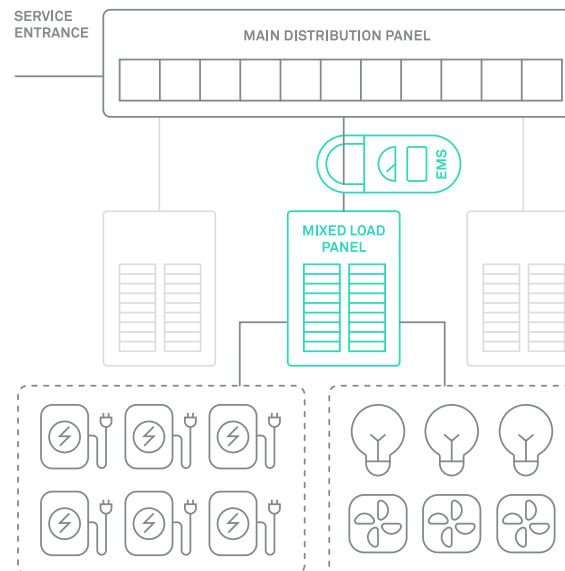 SERVICE
ENTRANCE
MAIN DISTRIBUTION PANEL
EMS
MIXED LOAD
PANEL